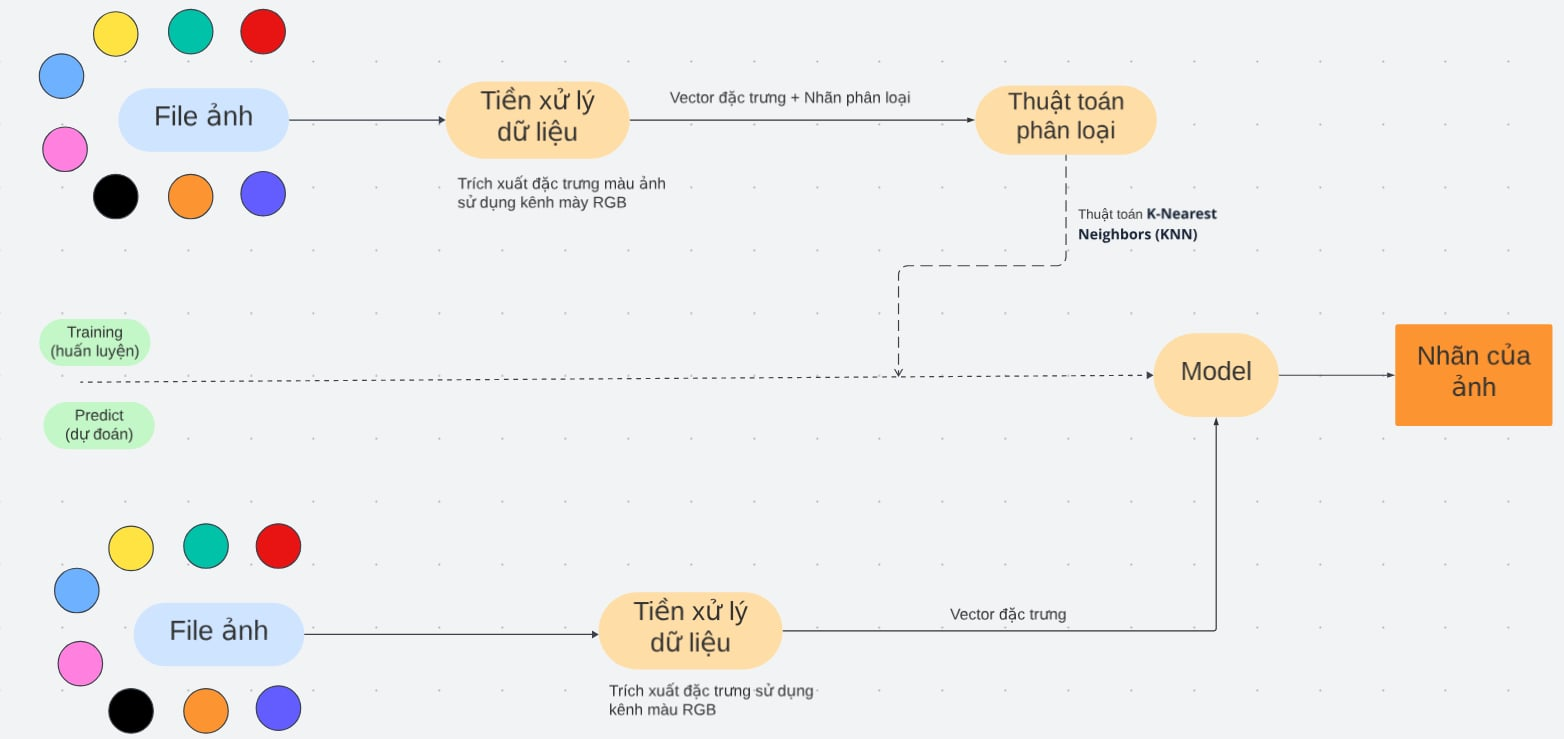 File ảnh
Tiền xử lý
dữ liệu
Vector đặc trưng + Nhãn phân loại
Thuật toán
phân loại
Trích xuất đặc trưng màu ảnh
sử dụng kênh mày RGB
Thuật toán K-Nearest
Neighbors (KNN)
Training
(huấn luyện)
Predict
(dự đoán)
Model
Nhãn của
ảnh
File ảnh
Tiền xử lý
dữ liệu
Vector đặc trưng
Trích xuất đặc trưng sử dụng
kênh màu RGB